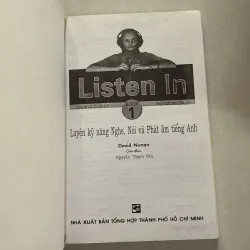 Listen In
BOOK
1
Luyện kỹ năng Nghe, Nói và Phát âm tiếng Anh
David Nunan
Nguyễn Thành Yến
NHÀ XUẤT BẢN TỔNG HỢP THÀNH PHỐ HỒ CHÍ MINH